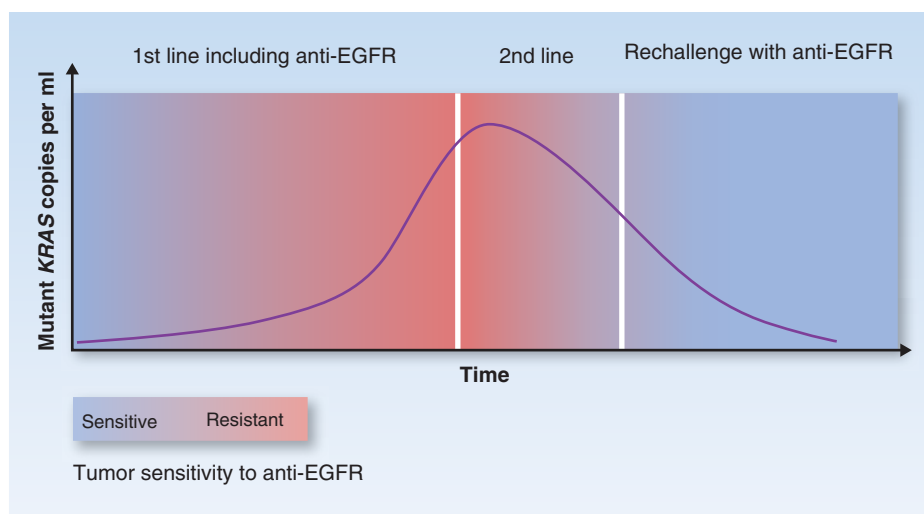 1st line including anti-EGFR
2nd line
Rechallenge with anti-EGFR
Mutant KRAS copies per ml
Time
Sensitive
Resistant
Tumor sensitivity to anti-EGFR